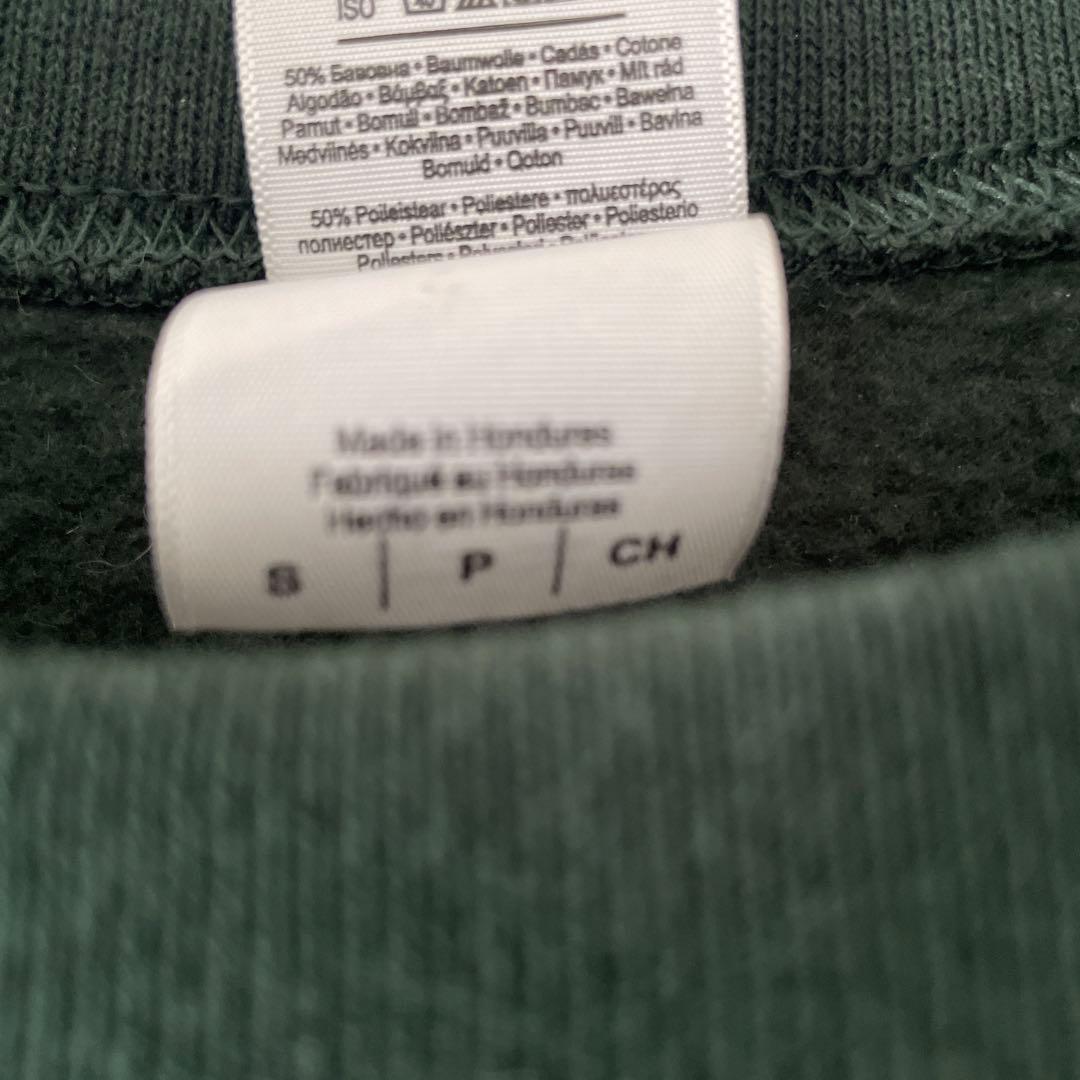 ISO
50% Бавовна • Baumwolle • Cadás • Cotone
Algodão • Βάμβαξ • Katoen • Памук • Mit rád
Pamut • Bomull • Bombaž • Bumbac • Bawełna
Medvilnės • Kokvilna • Puuvilla • Puuvill • Bavlna
Bomuld • Qoton
50% Poileistear • Poliestere • πολυεστέρας
полиестер • Poliészter • Poliester • Poliesterio
Made in Honduras
Fabriqué au Honduras
Hecho en Honduras
S | P | CH